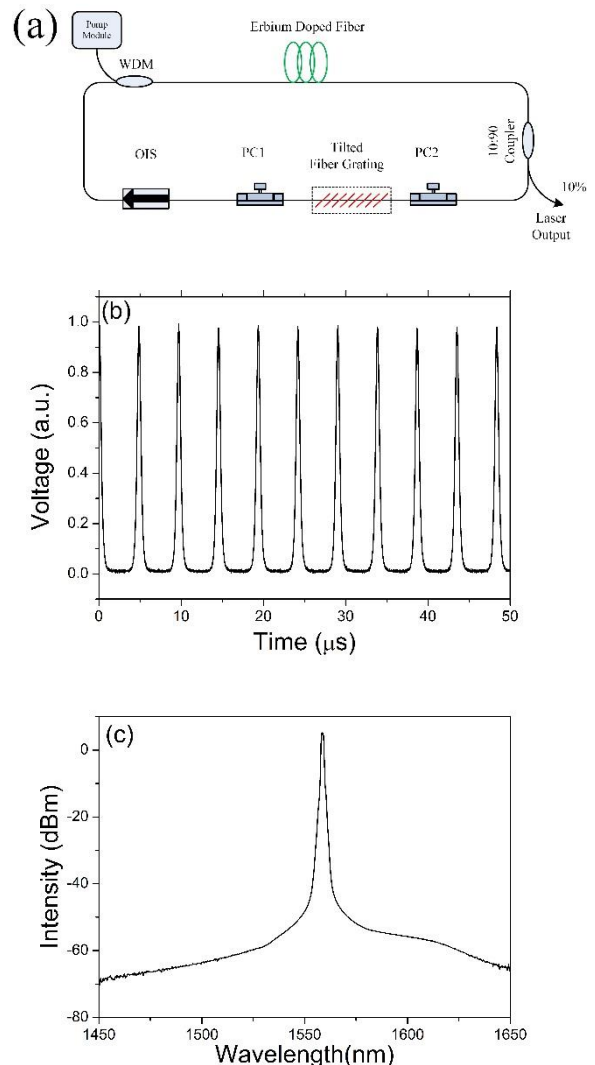 (a)
Pump
Module
WDM
Erbium Doped Fiber
10:90
Coupler
OIS
PC1
Tilted
Fiber Grating
PC2
10%
Laser
Output
(b)
1.0
0.8
0.6
0.4
0.2
0.0
Voltage (a.u.)
0 10 20 30 40 50
Time (μs)
(c)
0
-20
-40
-60
-80
Intensity (dBm)
1450 1500 1550 1600 1650
Wavelength(nm)